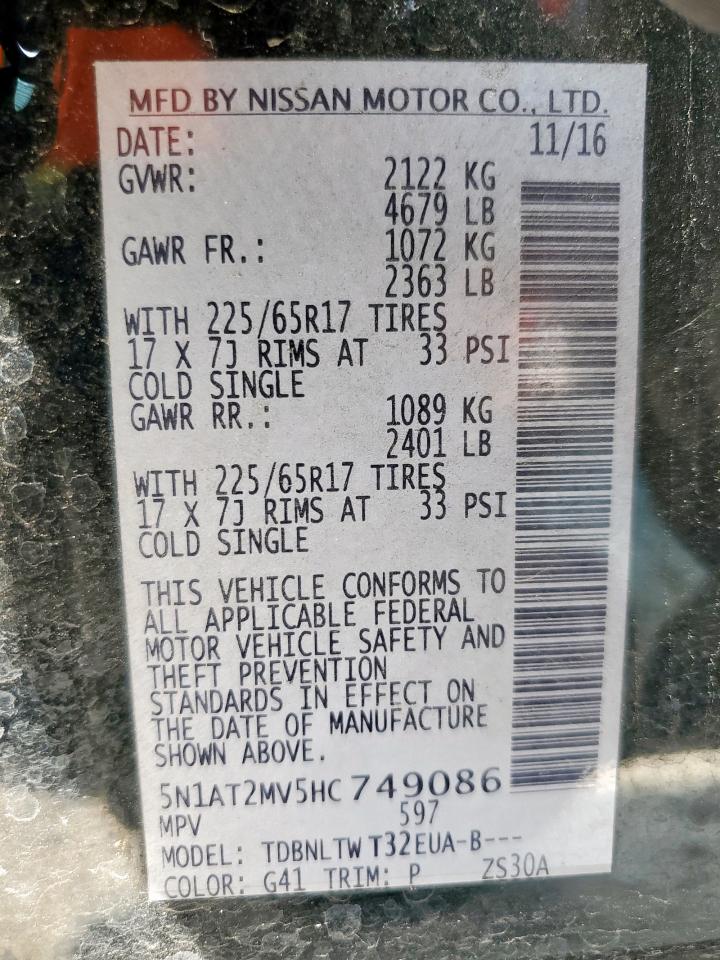 MFD BY NISSAN MOTOR CO., LTD.
DATE: 11/16
GVWR: 2122 KG
4679 LB
GAWR FR.: 1072 KG
2363 LB
WITH 225/65R17 TIRES
17 X 7J RIMS AT 33 PSI
COLD SINGLE
GAWR RR.: 1089 KG
2401 LB
WITH 225/65R17 TIRES
17 X 7J RIMS AT 33 PSI
COLD SINGLE
THIS VEHICLE CONFORMS TO
ALL APPLICABLE FEDERAL
MOTOR VEHICLE SAFETY AND
THEFT PREVENTION
STANDARDS IN EFFECT ON
THE DATE OF MANUFACTURE
SHOWN ABOVE.
5N1AT2MV5HC749086
MPV 597
MODEL: TDBNLTW T32EUA-B---
COLOR: G41 TRIM: P ZS30A